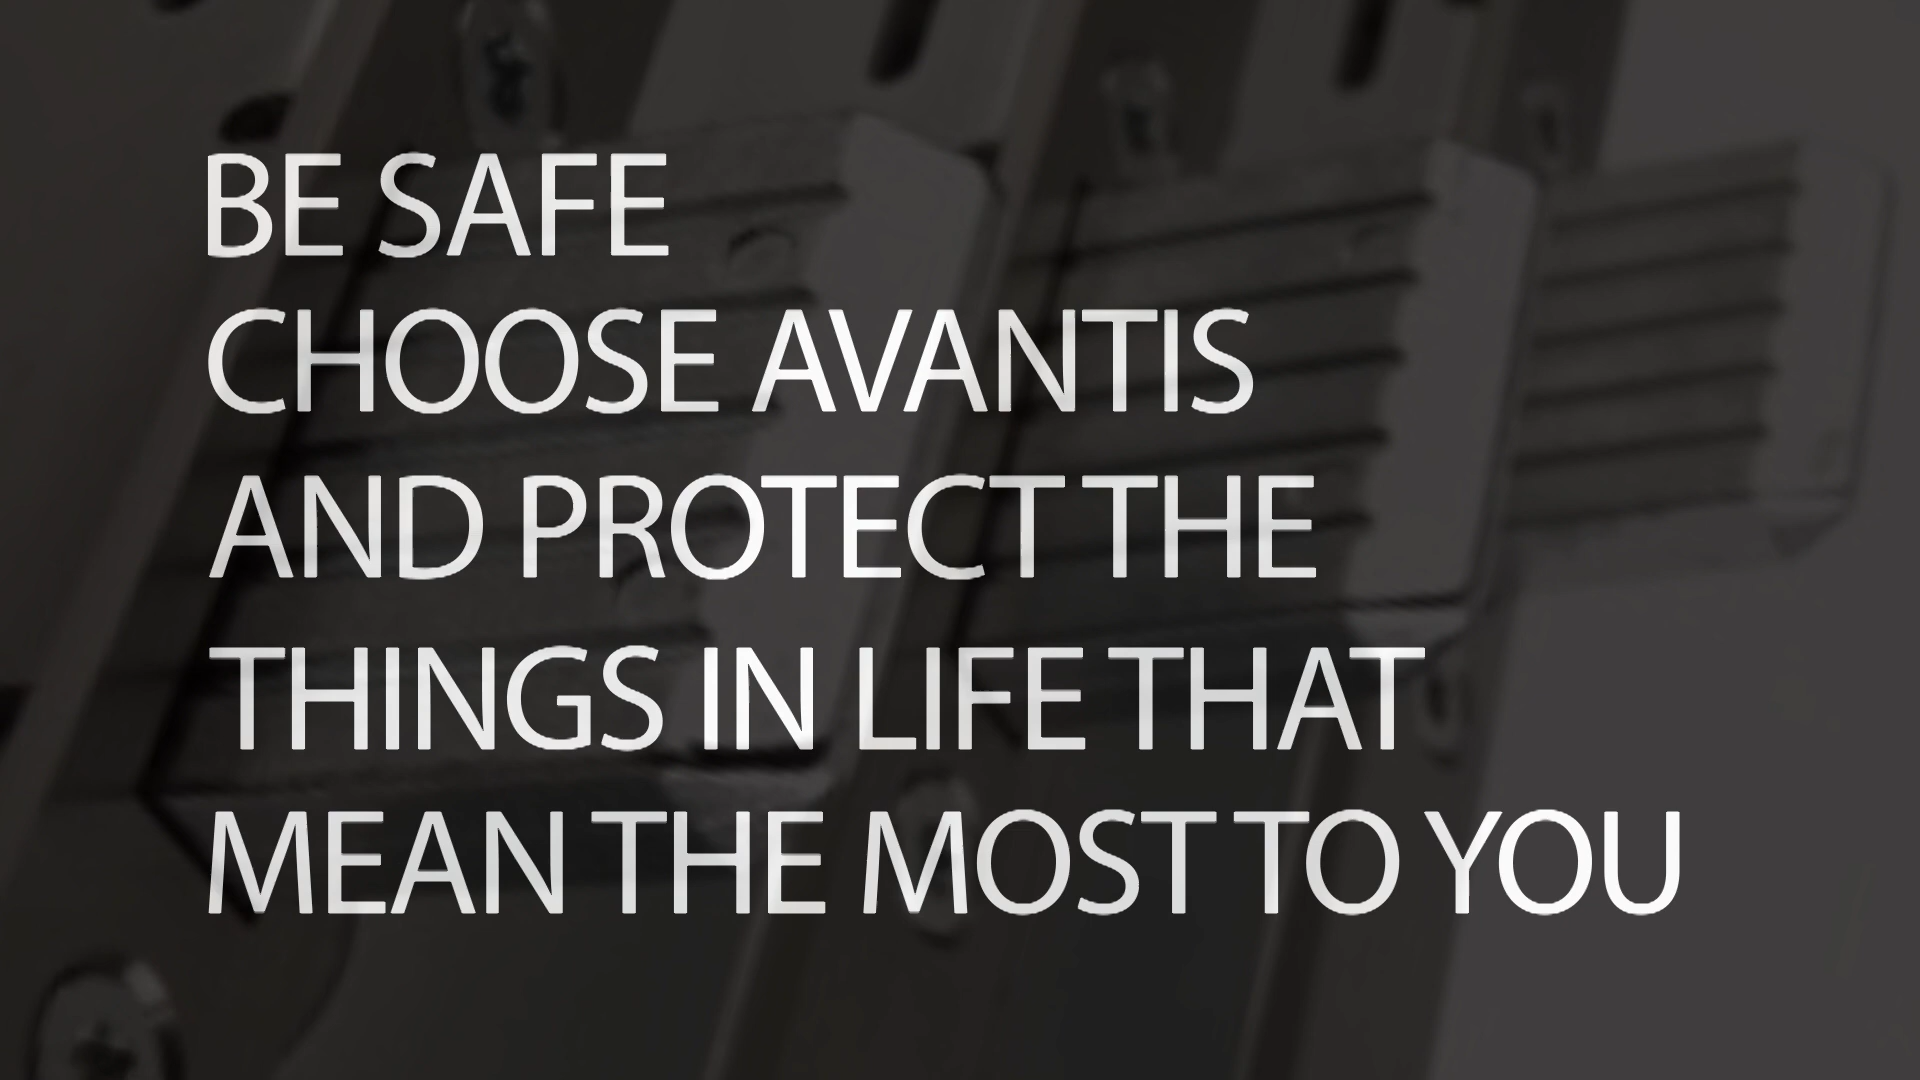 BE SAFE
CHOOSE AVANTIS
AND PROTECT THE
THINGS IN LIFE THAT
MEAN THE MOST TO YOU